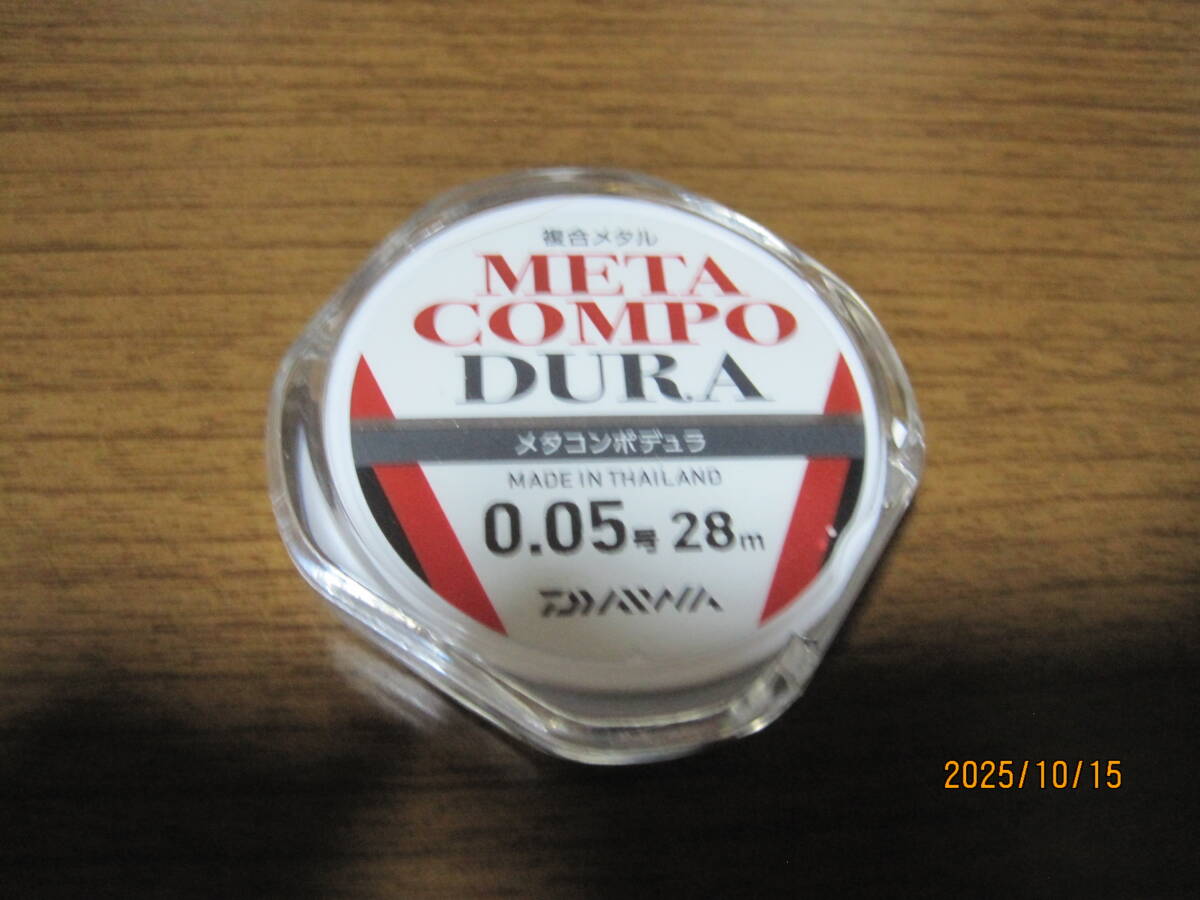 複合メタル
META
COMPO
DURA
メタコンポデュラ
MADE IN THAILAND
0.05号 28m
DAIWA
2025/10/15